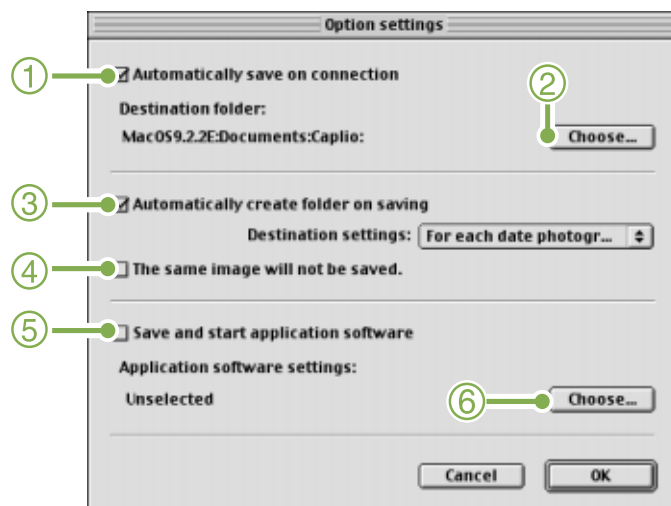 Option settings
① Automatically save on connection
②
Destination folder:
MacOS9.2.2E:Documents:Caplio: Choose...
③ Automatically create folder on saving
Destination settings: For each date photogr...
④ The same image will not be saved.
⑤ Save and start application software
Application software settings:
Unselected ⑥ Choose...
Cancel OK